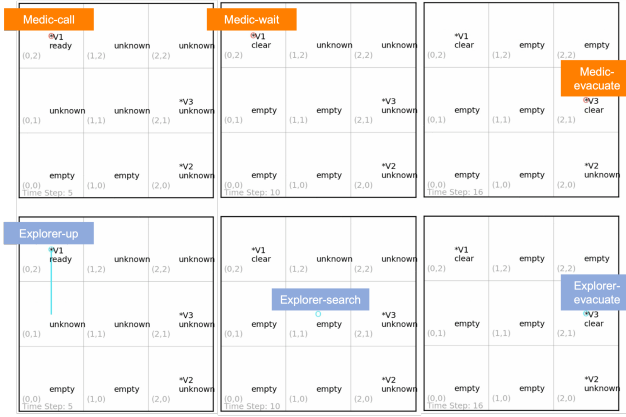 Medic-call
*V1
ready
unknown
unknown
(0,2)
(1,2)
(2,2)
unknown
unknown
*V3
unknown
(0,1)
(1,1)
(2,1)
empty
empty
*V2
unknown
(0,0)
(1,0)
(2,0)
Time Step: 5
Medic-wait
*V1
clear
unknown
unknown
(0,2)
(1,2)
(2,2)
empty
empty
*V3
unknown
(0,1)
(1,1)
(2,1)
empty
empty
*V2
unknown
(0,0)
(1,0)
(2,0)
Time Step: 10
*V1
clear
empty
empty
(0,2)
(1,2)
(2,2)
Medic-
evacuate
empty
empty
*V3
clear
(0,1)
(1,1)
(2,1)
empty
empty
*V2
unknown
(0,0)
(1,0)
(2,0)
Time Step: 16
Explorer-up
*V1
ready
unknown
unknown
(0,2)
(1,2)
(2,2)
unknown
unknown
*V3
unknown
(0,1)
(1,1)
(2,1)
empty
empty
*V2
unknown
(0,0)
(1,0)
(2,0)
Time Step: 5
*V1
clear
unknown
unknown
(0,2)
(1,2)
(2,2)
Explorer-search
empty
empty
*V3
unknown
(0,1)
(1,1)
(2,1)
empty
empty
*V2
unknown
(0,0)
(1,0)
(2,0)
Time Step: 10
*V1
clear
empty
empty
(0,2)
(1,2)
(2,2)
Explorer-
evacuate
empty
empty
*V3
clear
(0,1)
(1,1)
(2,1)
empty
empty
*V2
unknown
(0,0)
(1,0)
(2,0)
Time Step: 16